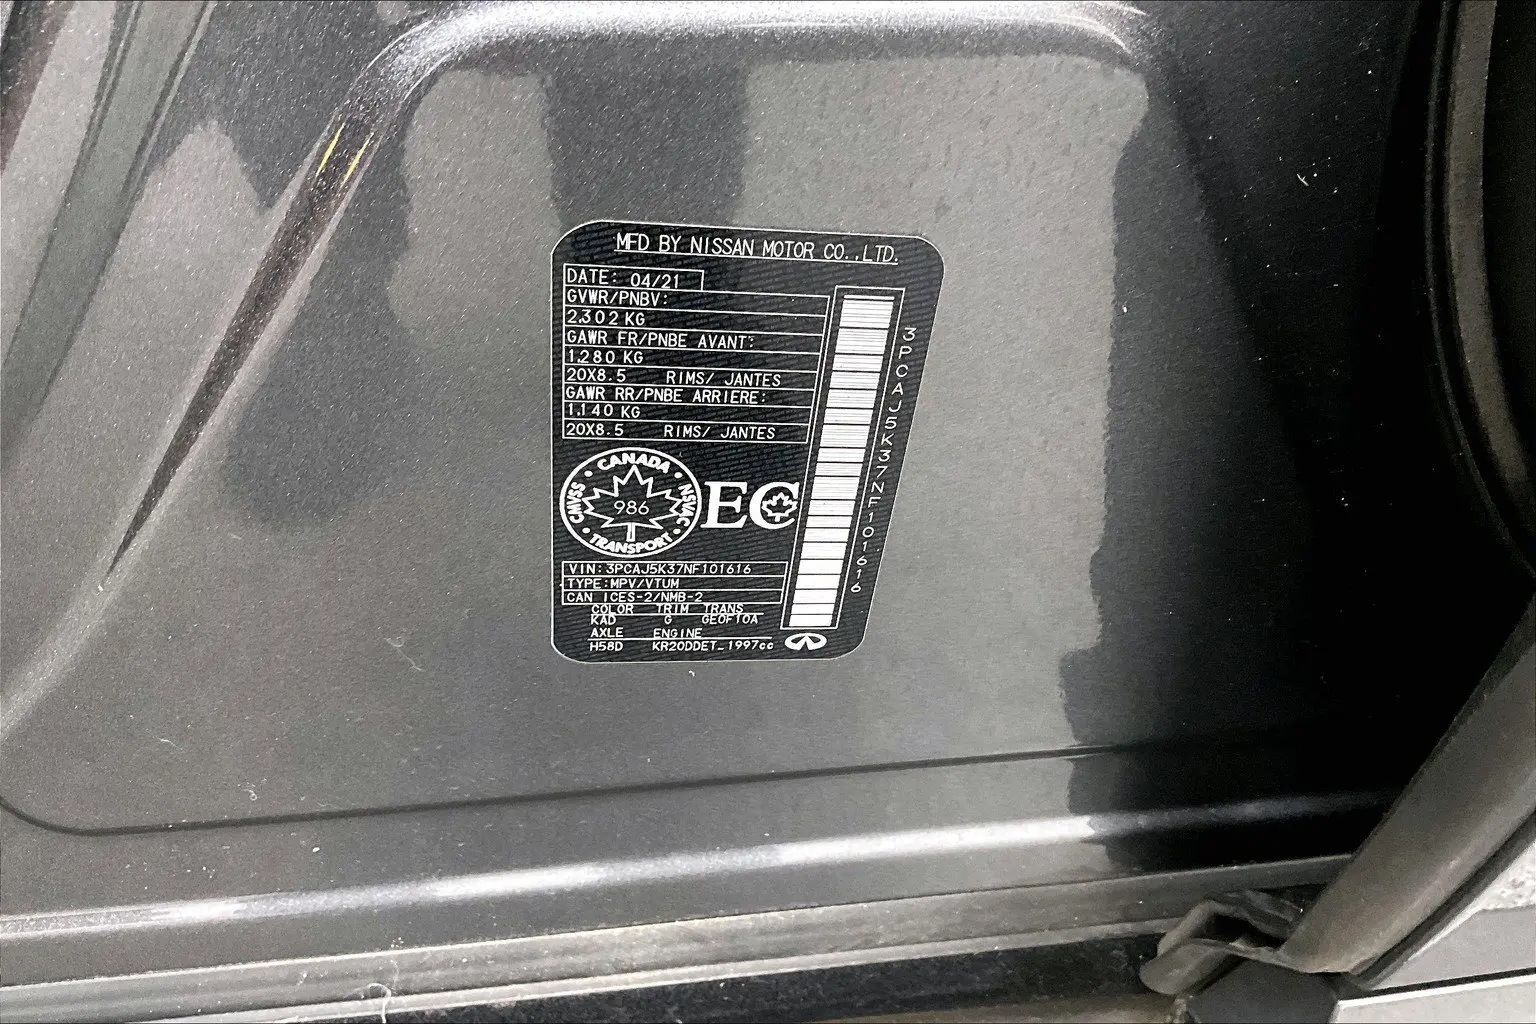 MFD BY NISSAN MOTOR CO.,LTD.
DATE: 04/21
GVWR/PNBV:
2,302 KG
GAWR FR/PNBE AVANT:
1,280 KG
20X8.5 RIMS/ JANTES
GAWR RR/PNBE ARRIERE:
1,140 KG
20X8.5 RIMS/ JANTES
CANADA
CMVSS NSVAC
986
TRANSPORT
EC
VIN: 3PCAJ5K37NF101616
TYPE:MPV/VTUM
CAN ICES-2/NMB-2
COLOR TRIM TRANS
KAD G GE0F10A
AXLE ENGINE
H58D KR20DDET_1997cc
3PCAJ5K37NF101616